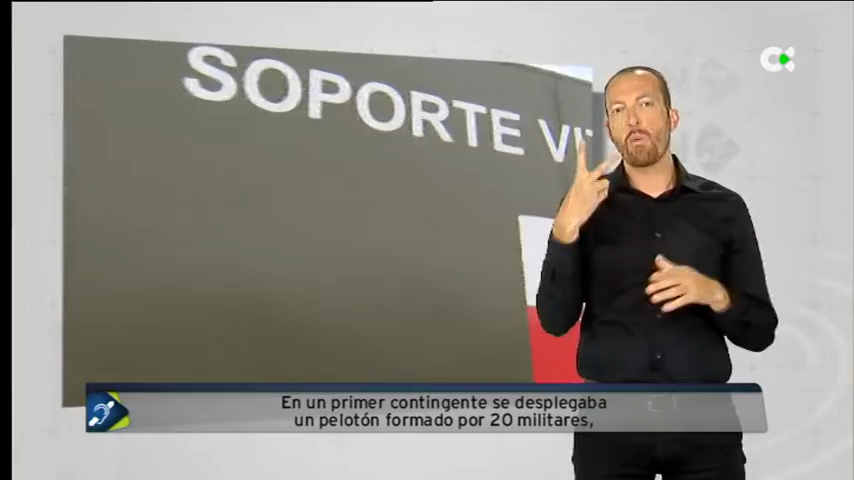 SOPORTE
En un primer contingente se desplegaba
un pelotón formado por 20 militares,